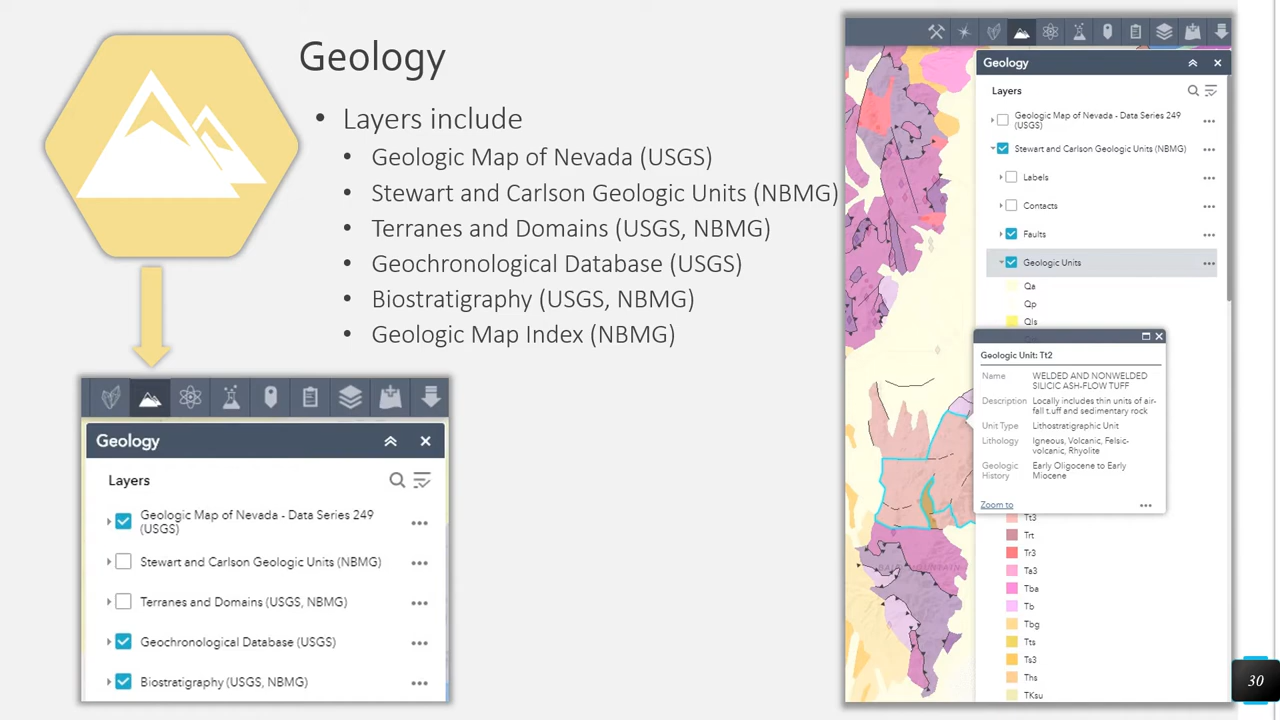 Geology
• Layers include
• Geologic Map of Nevada (USGS)
• Stewart and Carlson Geologic Units (NBMG)
• Terranes and Domains (USGS, NBMG)
• Geochronological Database (USGS)
• Biostratigraphy (USGS, NBMG)
• Geologic Map Index (NBMG)
Geology
Layers
Geologic Map of Nevada - Data Series 249
(USGS)
Stewart and Carlson Geologic Units (NBMG)
Terranes and Domains (USGS, NBMG)
Geochronological Database (USGS)
Biostratigraphy (USGS, NBMG)
Geology
Layers
Geologic Map of Nevada - Data Series 249
(USGS)
Stewart and Carlson Geologic Units (NBMG)
Labels
Contacts
Faults
Geologic Units
Qa
Qp
Qls
Geologic Unit: Tt2
Name WELDED AND NONWELDED
SILICIC ASH-FLOW TUFF
Description Locally includes thin units of air-
fall t.uff and sedimentary rock
Unit Type Lithostratigraphic Unit
Lithology Igneous, Volcanic, Felsic-
volcanic, Rhyolite
Geologic Early Oligocene to Early
History Miocene
Zoom to
Tt3
Trt
Tr3
Ta3
Tba
Tb
Tbg
Tts
Ts3
Ths
TKsu
30